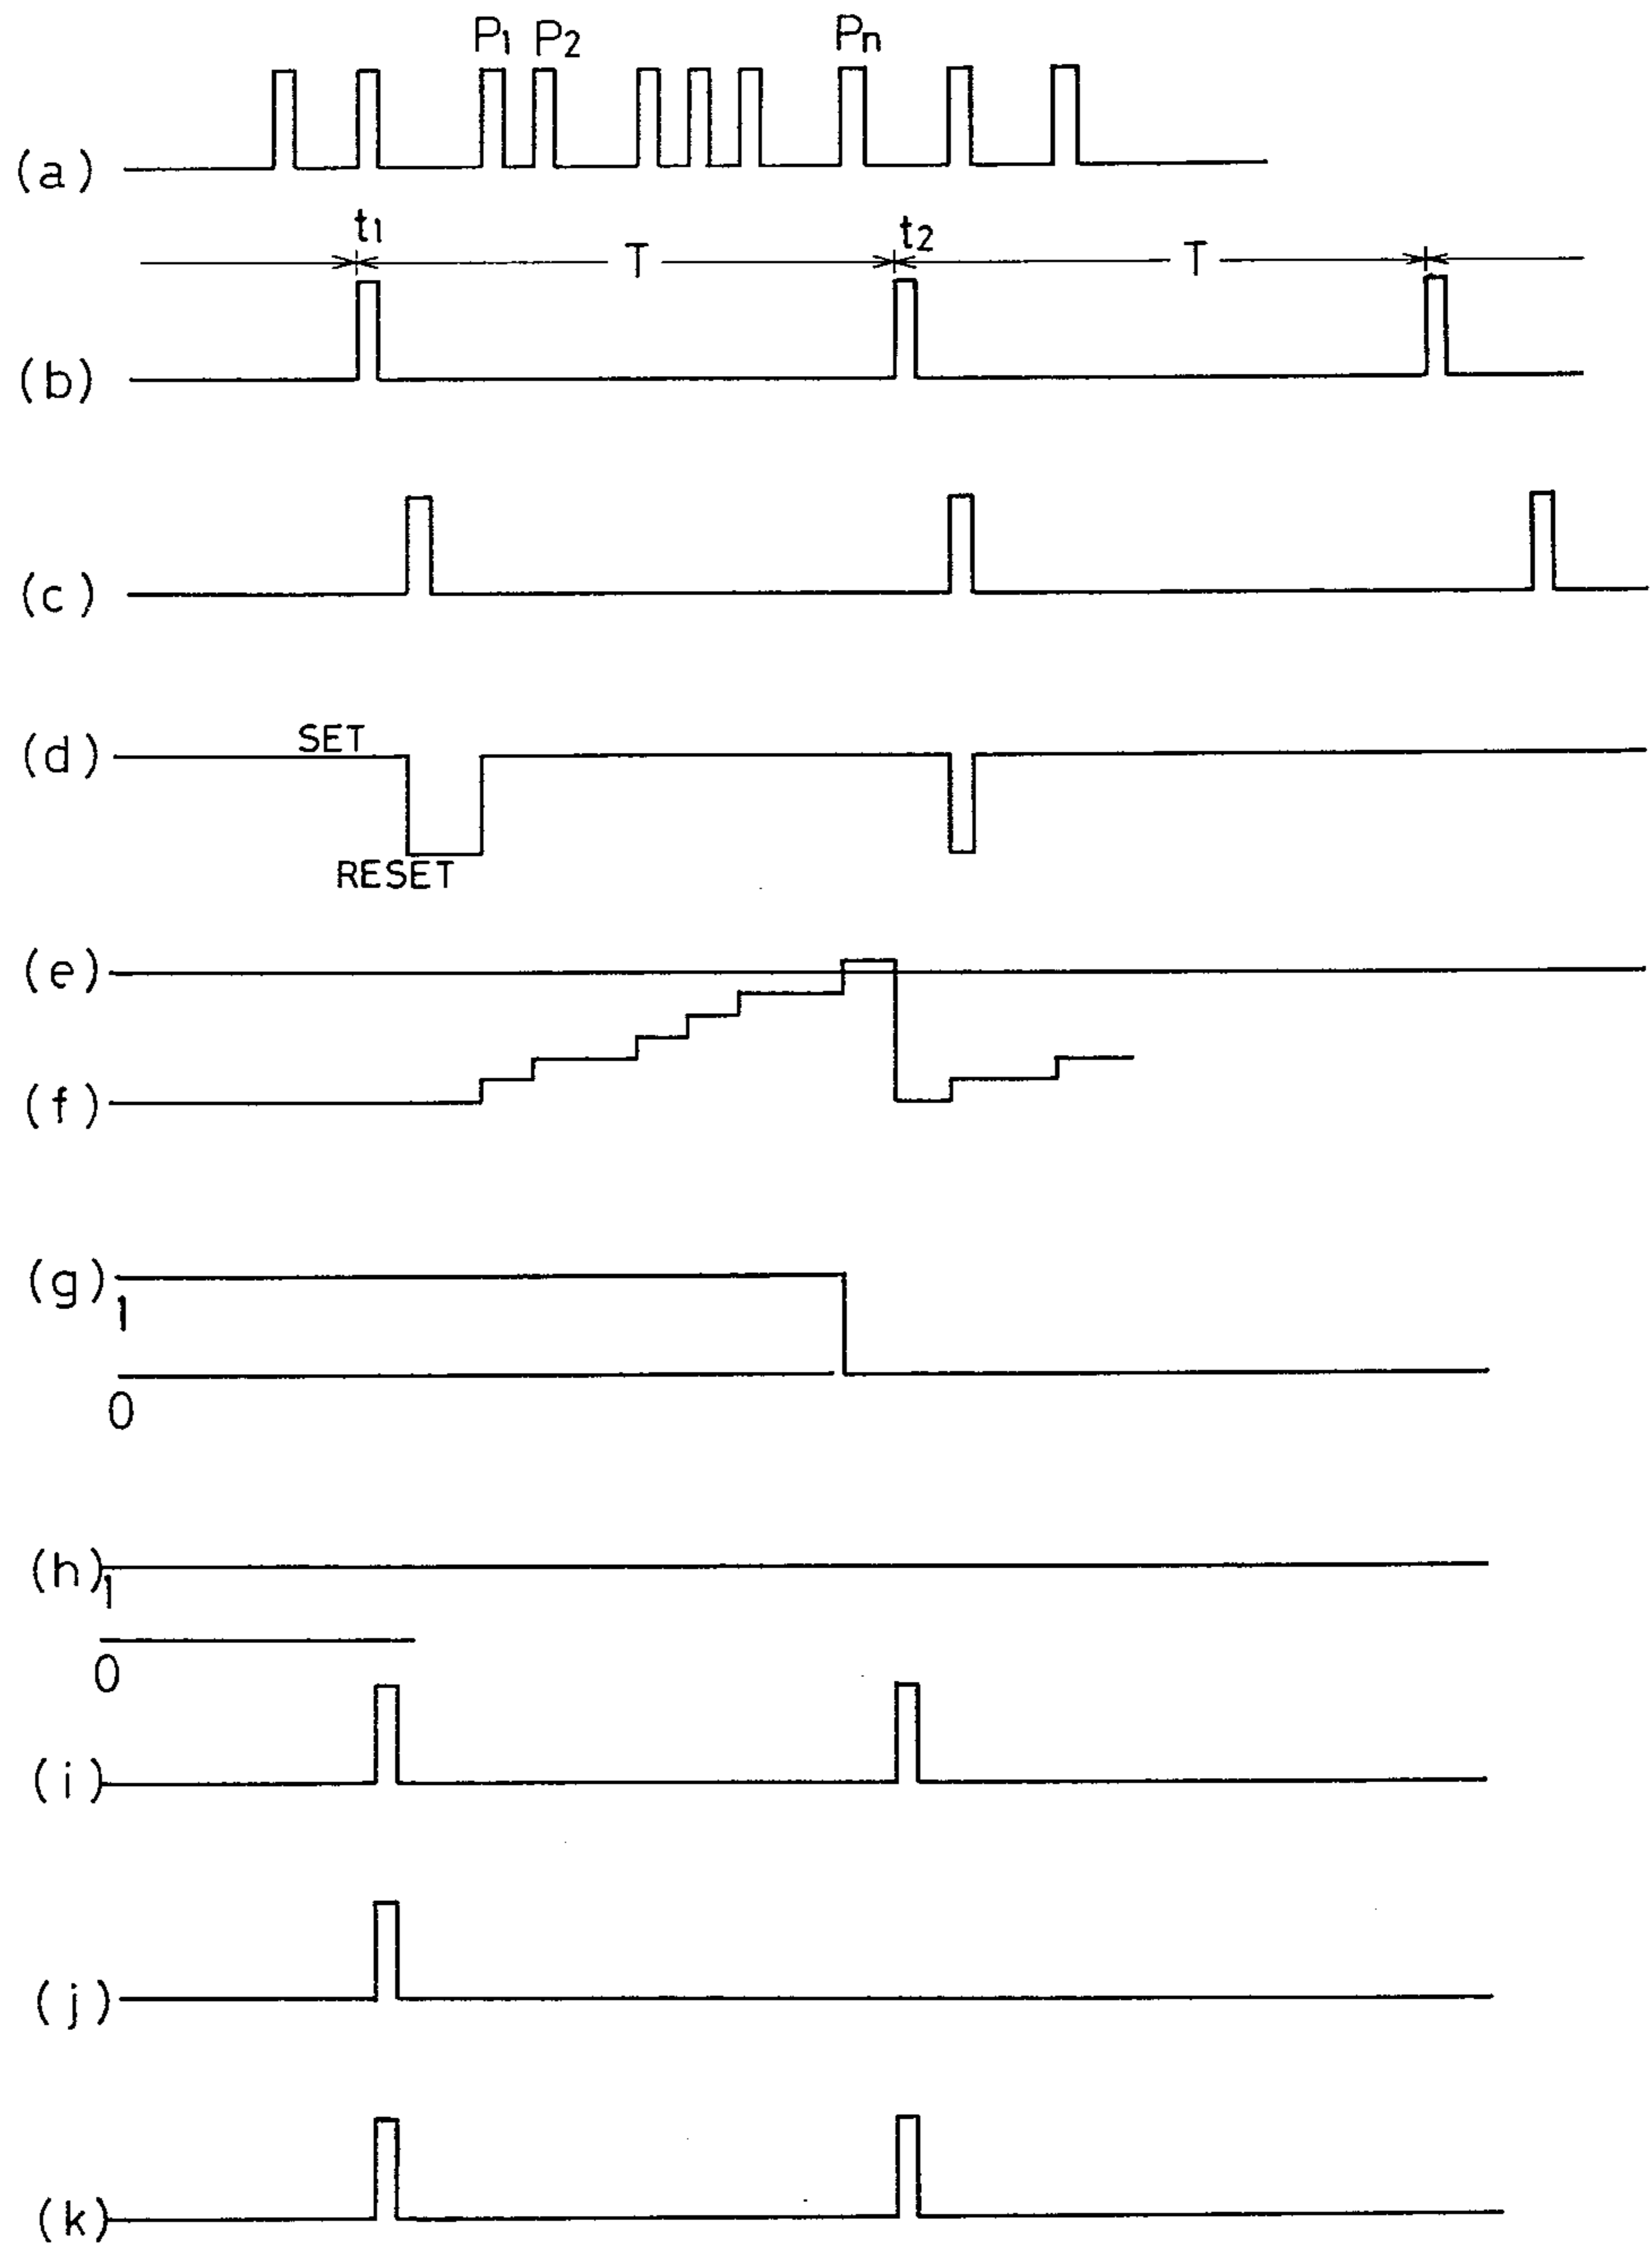 P1 P2 Pn
(a)
t1 T t2 T
(b)
(c)
(d) SET
RESET
(e)
(f)
(g)
1
0
(h)
1
0
(i)
(j)
(k)